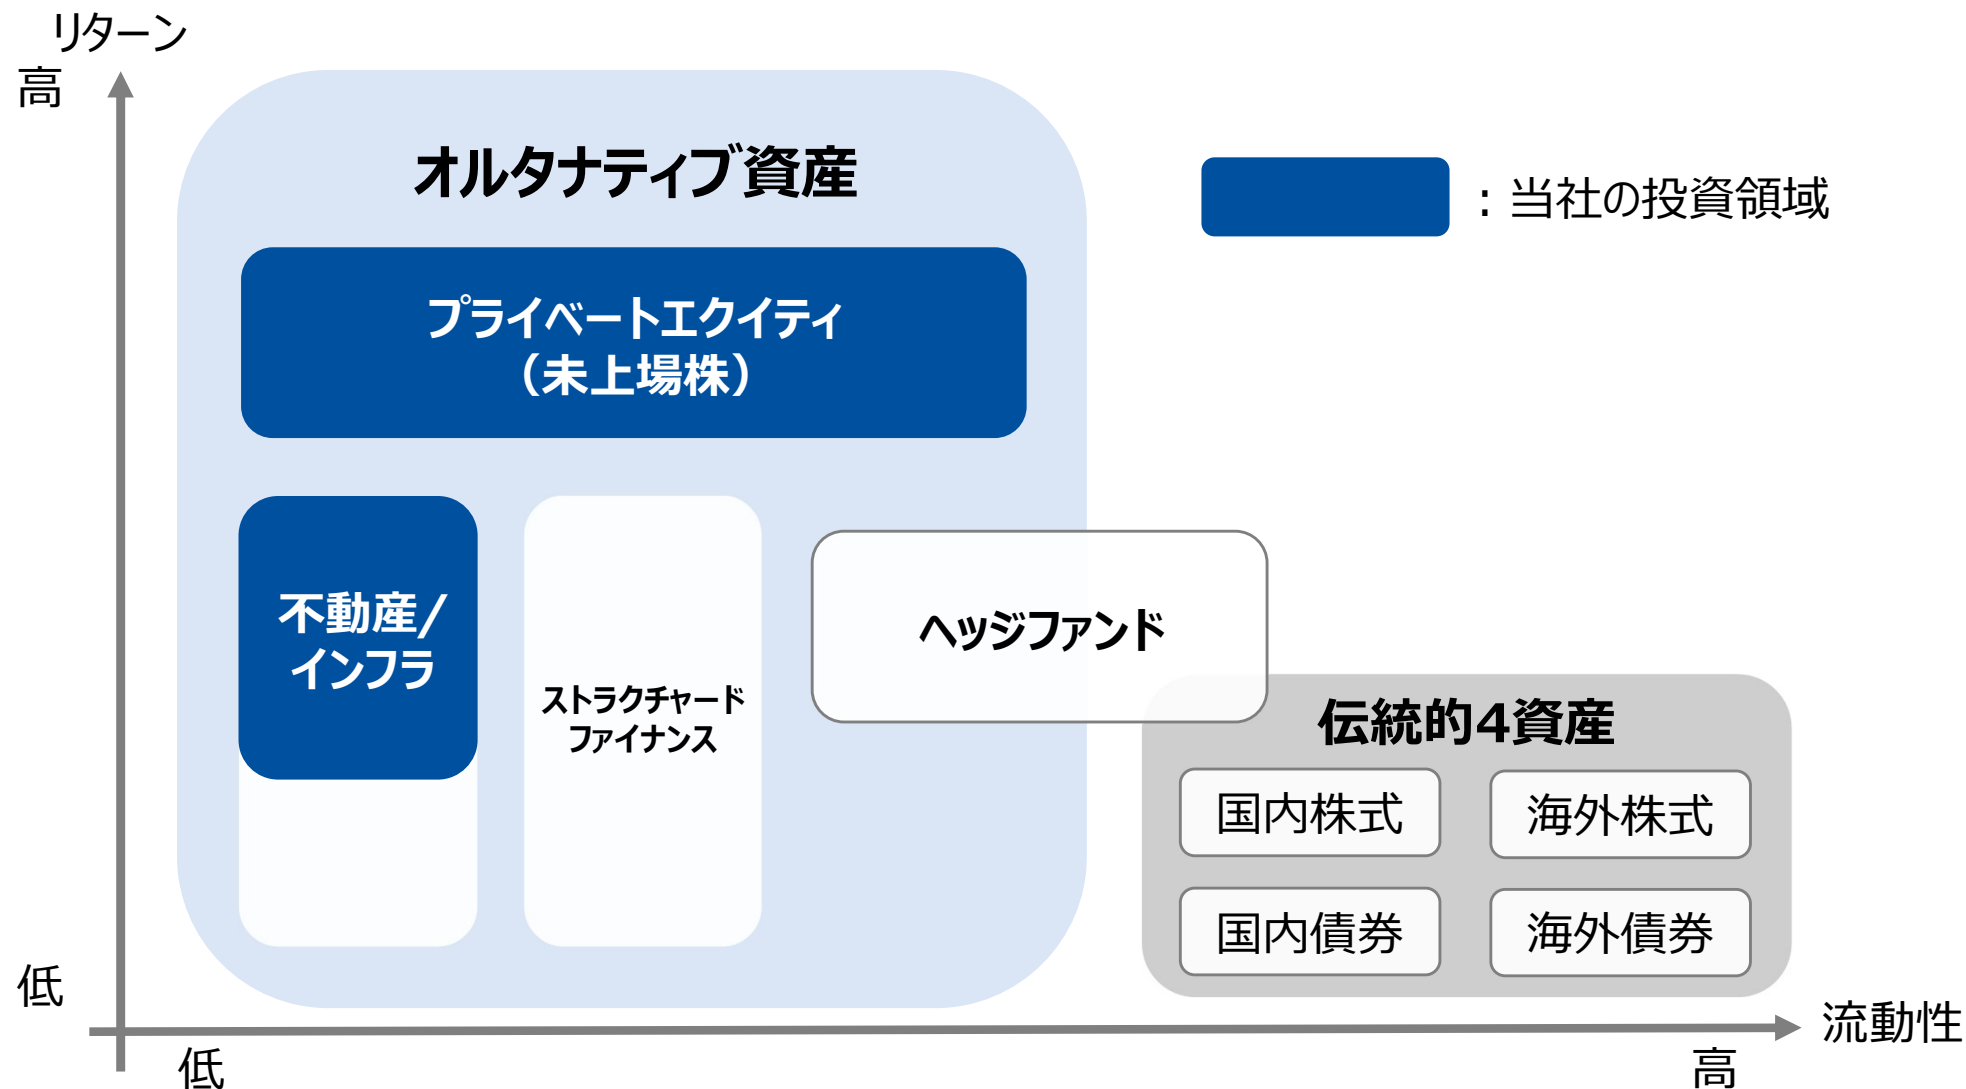 リターン
高
オルタナティブ資産
：当社の投資領域
プライベートエクイティ
（未上場株）
不動産/
インフラ
ストラクチャード
ファイナンス
ヘッジファンド
伝統的4資産
国内株式
海外株式
国内債券
海外債券
低
流動性
低
高